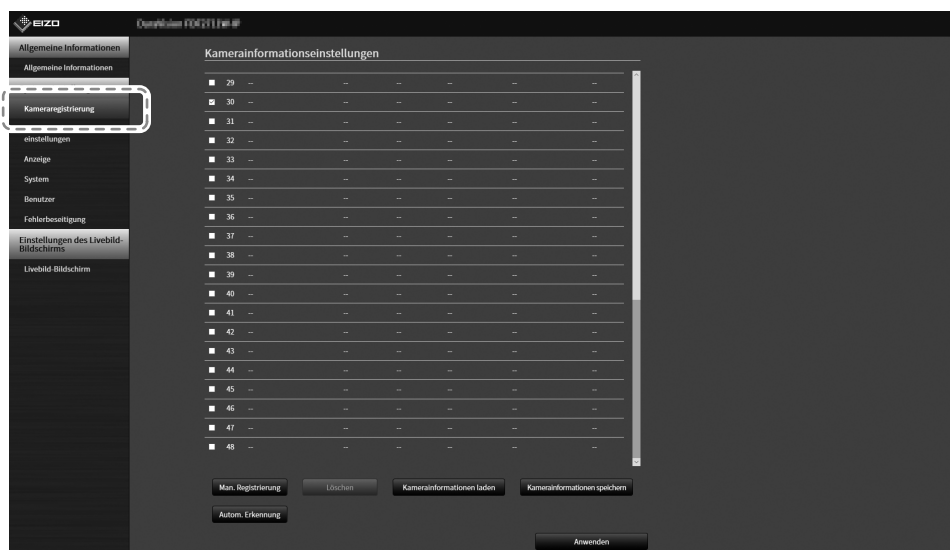 EIZO
Allgemeine Informationen
Allgemeine Informationen
Kameraregistrierung
einstellungen
Anzeige
System
Benutzer
Fehlerbeseitigung
Einstellungen des Livebild-
Bildschirms
Livebild-Bildschirm
Kamerainformationseinstellungen
29 -- -- -- -- -- --
30 -- -- -- -- -- --
31 -- -- -- -- -- --
32 -- -- -- -- -- --
33 -- -- -- -- -- --
34 -- -- -- -- -- --
35 -- -- -- -- -- --
36 -- -- -- -- -- --
37 -- -- -- -- -- --
38 -- -- -- -- -- --
39 -- -- -- -- -- --
40 -- -- -- -- -- --
41 -- -- -- -- -- --
42 -- -- -- -- -- --
43 -- -- -- -- -- --
44 -- -- -- -- -- --
45 -- -- -- -- -- --
46 -- -- -- -- -- --
47 -- -- -- -- -- --
48 -- -- -- -- -- --
Man. Registrierung Löschen Kamerainformationen laden Kamerainformationen speichern
Autom. Erkennung
Anwenden